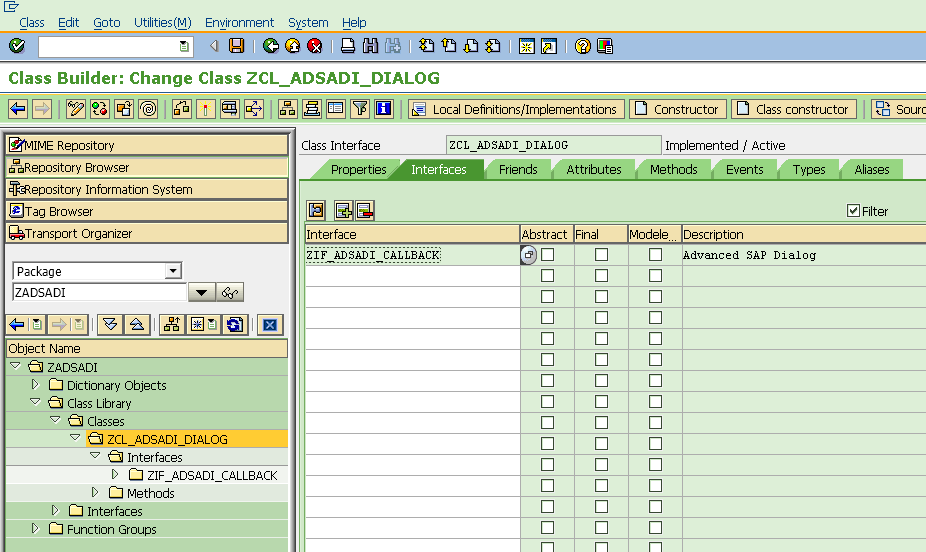 Class Edit Goto Utilities(M) Environment System Help
Class Builder: Change Class ZCL_ADSADI_DIALOG
Local Definitions/Implementations Constructor Class constructor Sourc
MIME Repository
Repository Browser
Repository Information System
Tag Browser
Transport Organizer
Package
ZADSADI
Object Name
ZADSADI
Dictionary Objects
Class Library
Classes
ZCL_ADSADI_DIALOG
Interfaces
ZIF_ADSADI_CALLBACK
Methods
Interfaces
Function Groups
Class Interface ZCL_ADSADI_DIALOG Implemented / Active
Properties Interfaces Friends Attributes Methods Events Types Aliases
Filter
Interface Abstract Final Modele... Description
ZIF_ADSADI_CALLBACK Advanced SAP Dialog